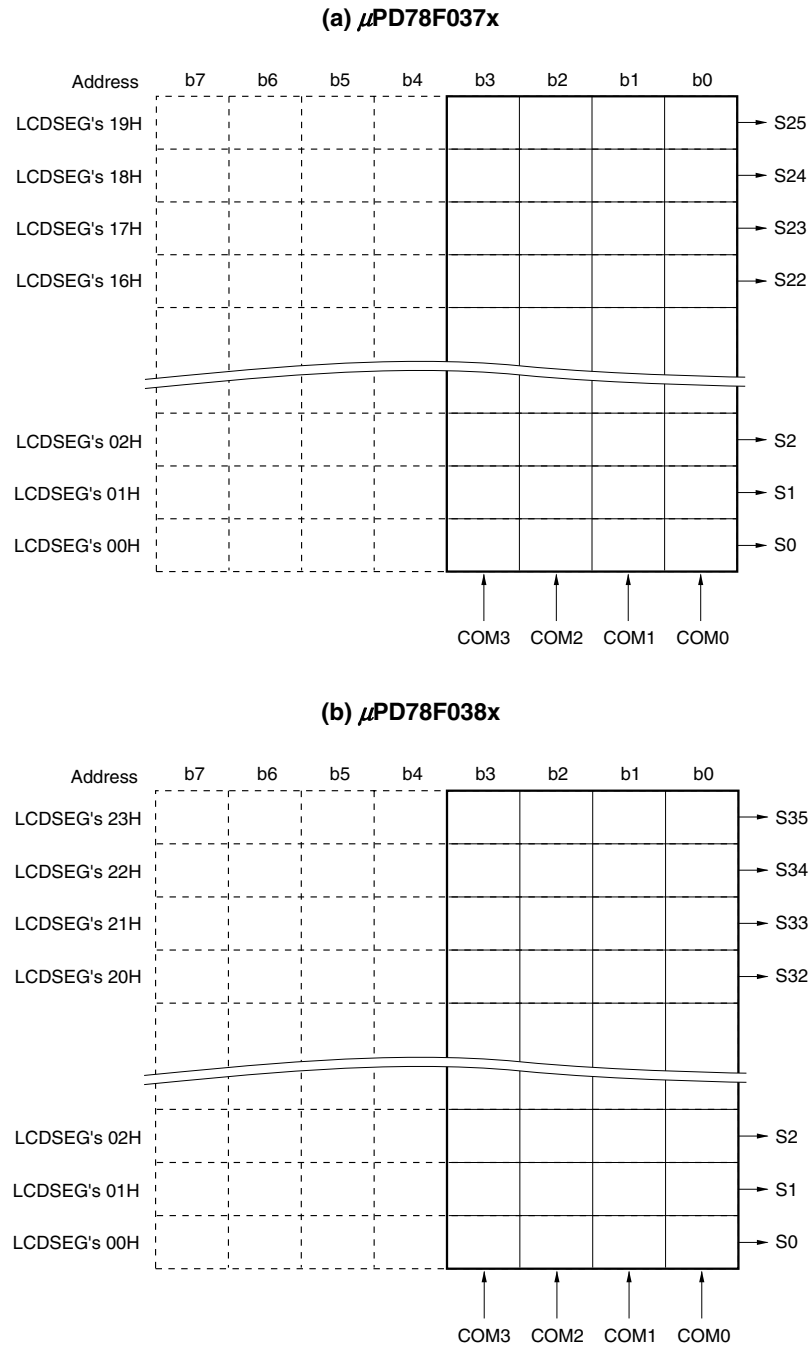 (a) μPD78F037x
Address b7 b6 b5 b4 b3 b2 b1 b0
LCDSEG's 19H S25
LCDSEG's 18H S24
LCDSEG's 17H S23
LCDSEG's 16H S22
LCDSEG's 02H S2
LCDSEG's 01H S1
LCDSEG's 00H S0
COM3 COM2 COM1 COM0
(b) μPD78F038x
Address b7 b6 b5 b4 b3 b2 b1 b0
LCDSEG's 23H S35
LCDSEG's 22H S34
LCDSEG's 21H S33
LCDSEG's 20H S32
LCDSEG's 02H S2
LCDSEG's 01H S1
LCDSEG's 00H S0
COM3 COM2 COM1 COM0